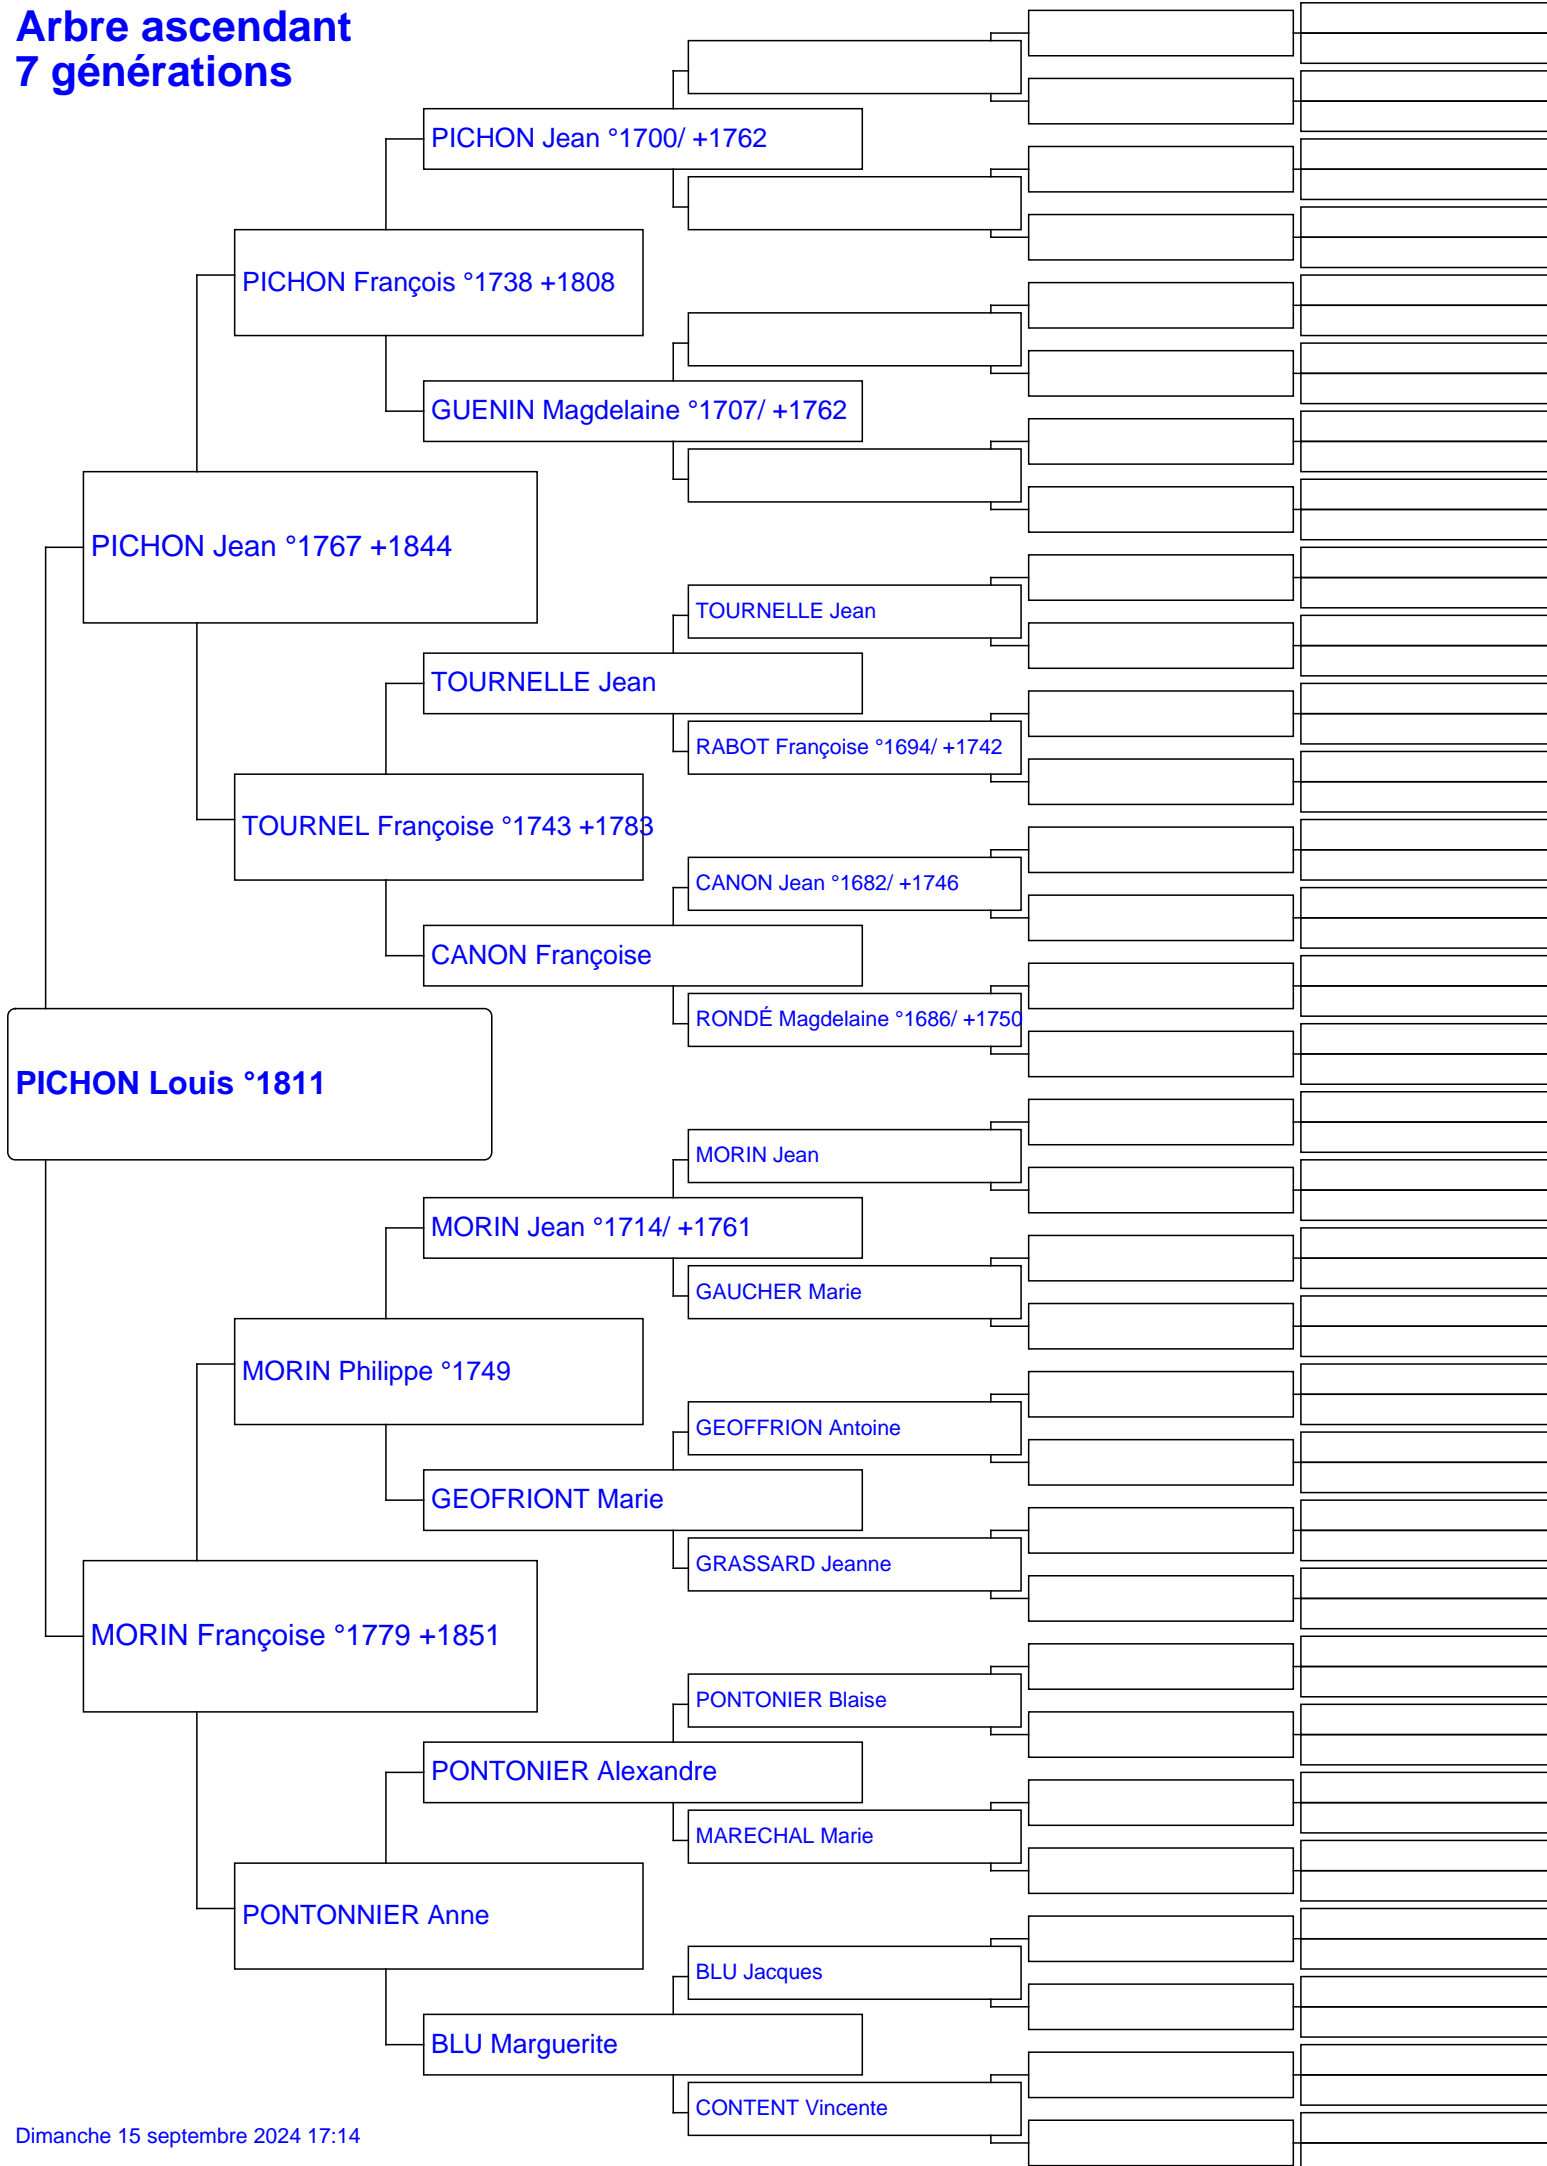 Arbre ascendant
7 générations
PICHON Jean °1700/ +1762
PICHON François °1738 +1808
GUENIN Magdelaine °1707/ +1762
PICHON Jean °1767 +1844
TOURNELLE Jean
TOURNELLE Jean
RABOT Françoise °1694/ +1742
TOURNEL Françoise °1743 +1783
CANON Jean °1682/ +1746
CANON Françoise
RONDÉ Magdelaine °1686/ +1750
PICHON Louis °1811
MORIN Jean
MORIN Jean °1714/ +1761
GAUCHER Marie
MORIN Philippe °1749
GEOFFRION Antoine
GEOFRIONT Marie
GRASSARD Jeanne
MORIN Françoise °1779 +1851
PONTONIER Blaise
PONTONIER Alexandre
MARECHAL Marie
PONTONNIER Anne
BLU Jacques
BLU Marguerite
CONTENT Vincente
Dimanche 15 septembre 2024 17:14